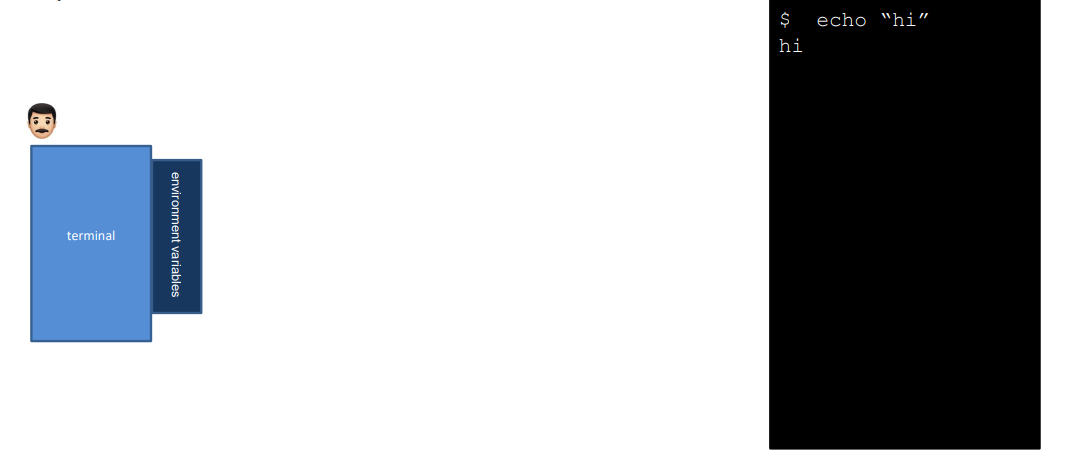 $  echo “hi”
hi
terminal
environment variables